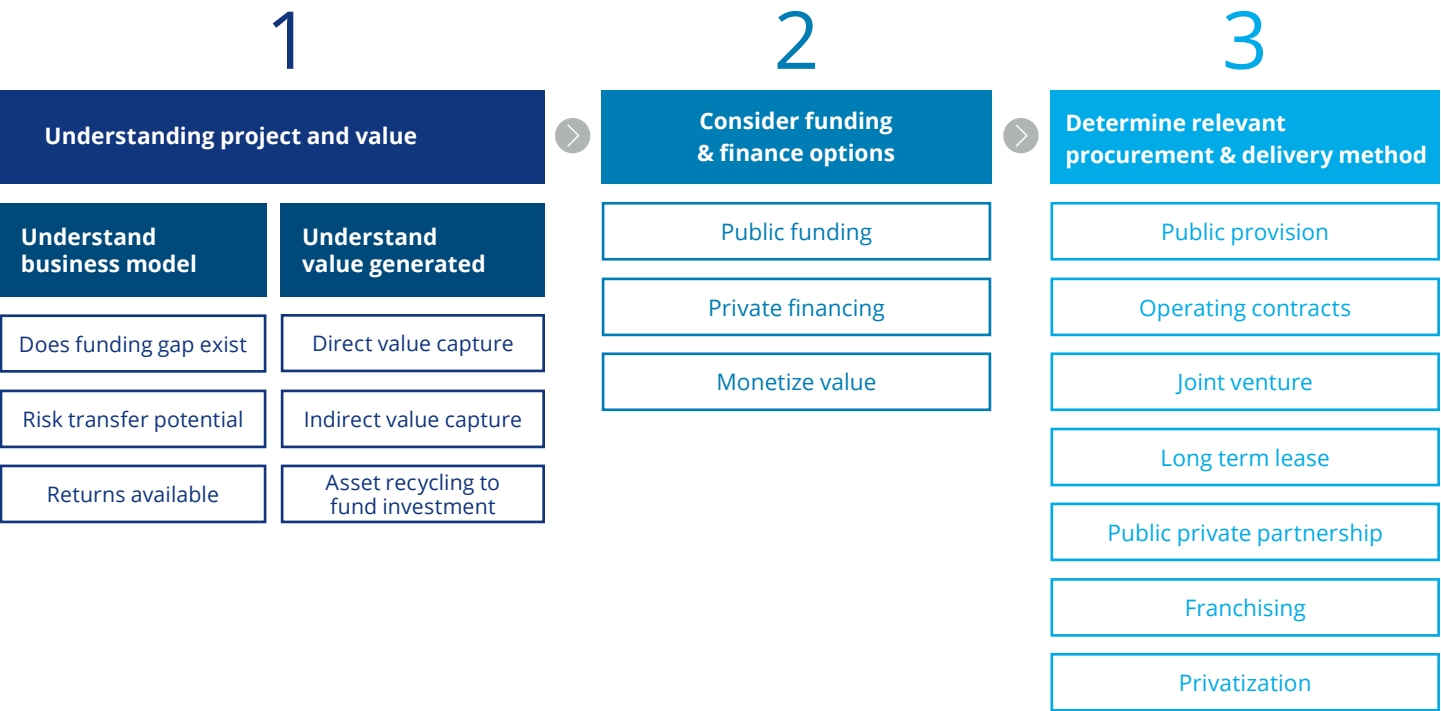 1
Understanding project and value
Understand
business model
Does funding gap exist
Risk transfer potential
Returns available
Understand
value generated
Direct value capture
Indirect value capture
Asset recycling to
fund investment
2
Consider funding
& finance options
Public funding
Private financing
Monetize value
3
Determine relevant
procurement & delivery method
Public provision
Operating contracts
Joint venture
Long term lease
Public private partnership
Franchising
Privatization